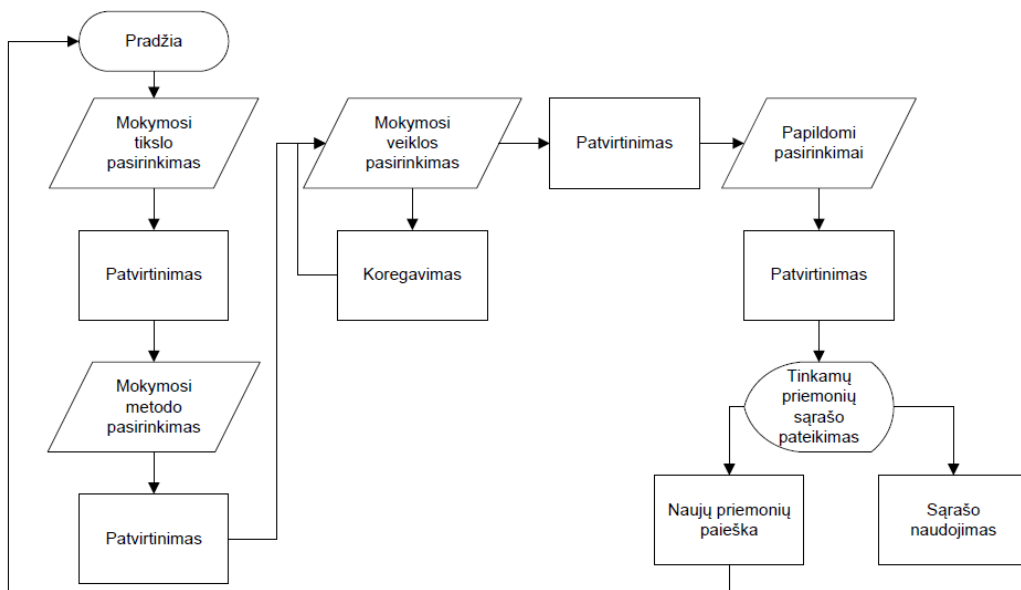 Pradžia
Mokymosi
tikslo
pasirinkimas
Patvirtinimas
Mokymosi
metodo
pasirinkimas
Patvirtinimas
Mokymosi
veiklos
pasirinkimas
Koregavimas
Patvirtinimas
Papildomi
pasirinkimai
Patvirtinimas
Tinkamų
priemonių
sąrašo
pateikimas
Naujų priemonių
paieška
Sąrašo
naudojimas